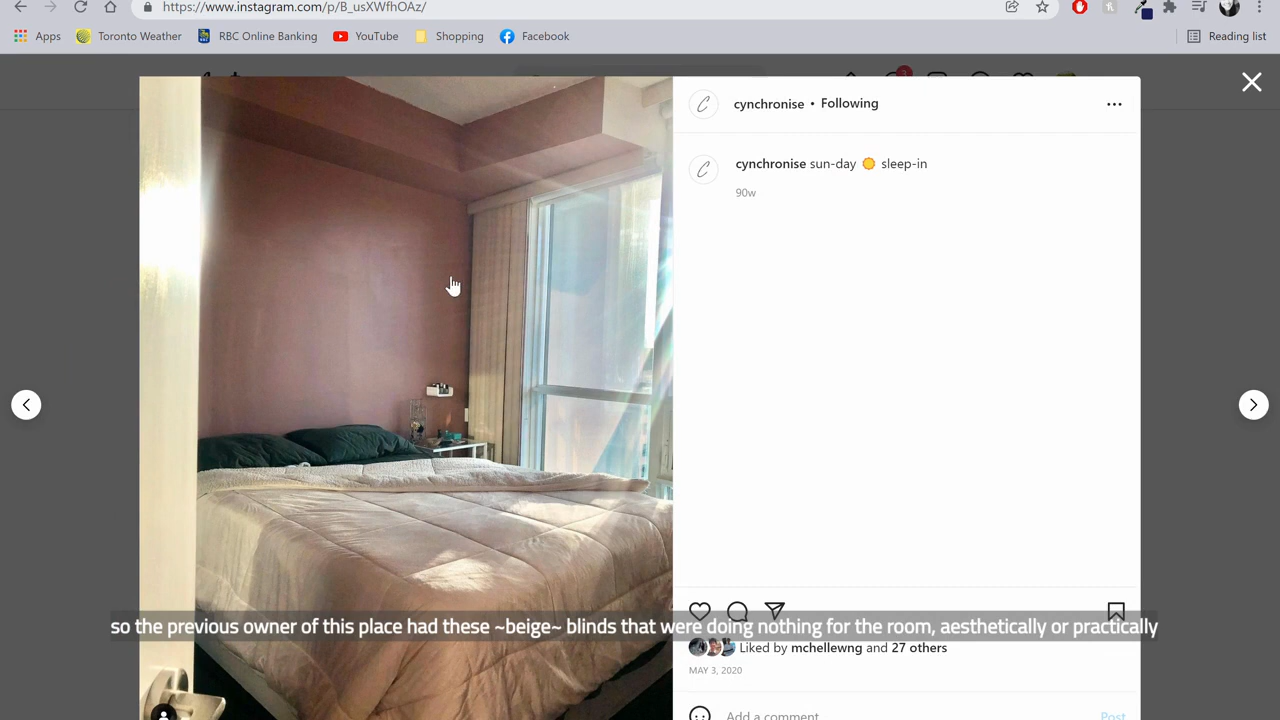 https://www.instagram.com/p/B_usXWfhOAz/
Apps Toronto Weather RBC Online Banking YouTube Shopping Facebook Reading list
cynchronise • Following
cynchronise sun-day sleep-in
90w
so the previous owner of this place had these ~beige~ blinds that were doing nothing for the room, aesthetically or practically
Liked by mchellewng and 27 others
MAY 3, 2020
Add a comment
Post